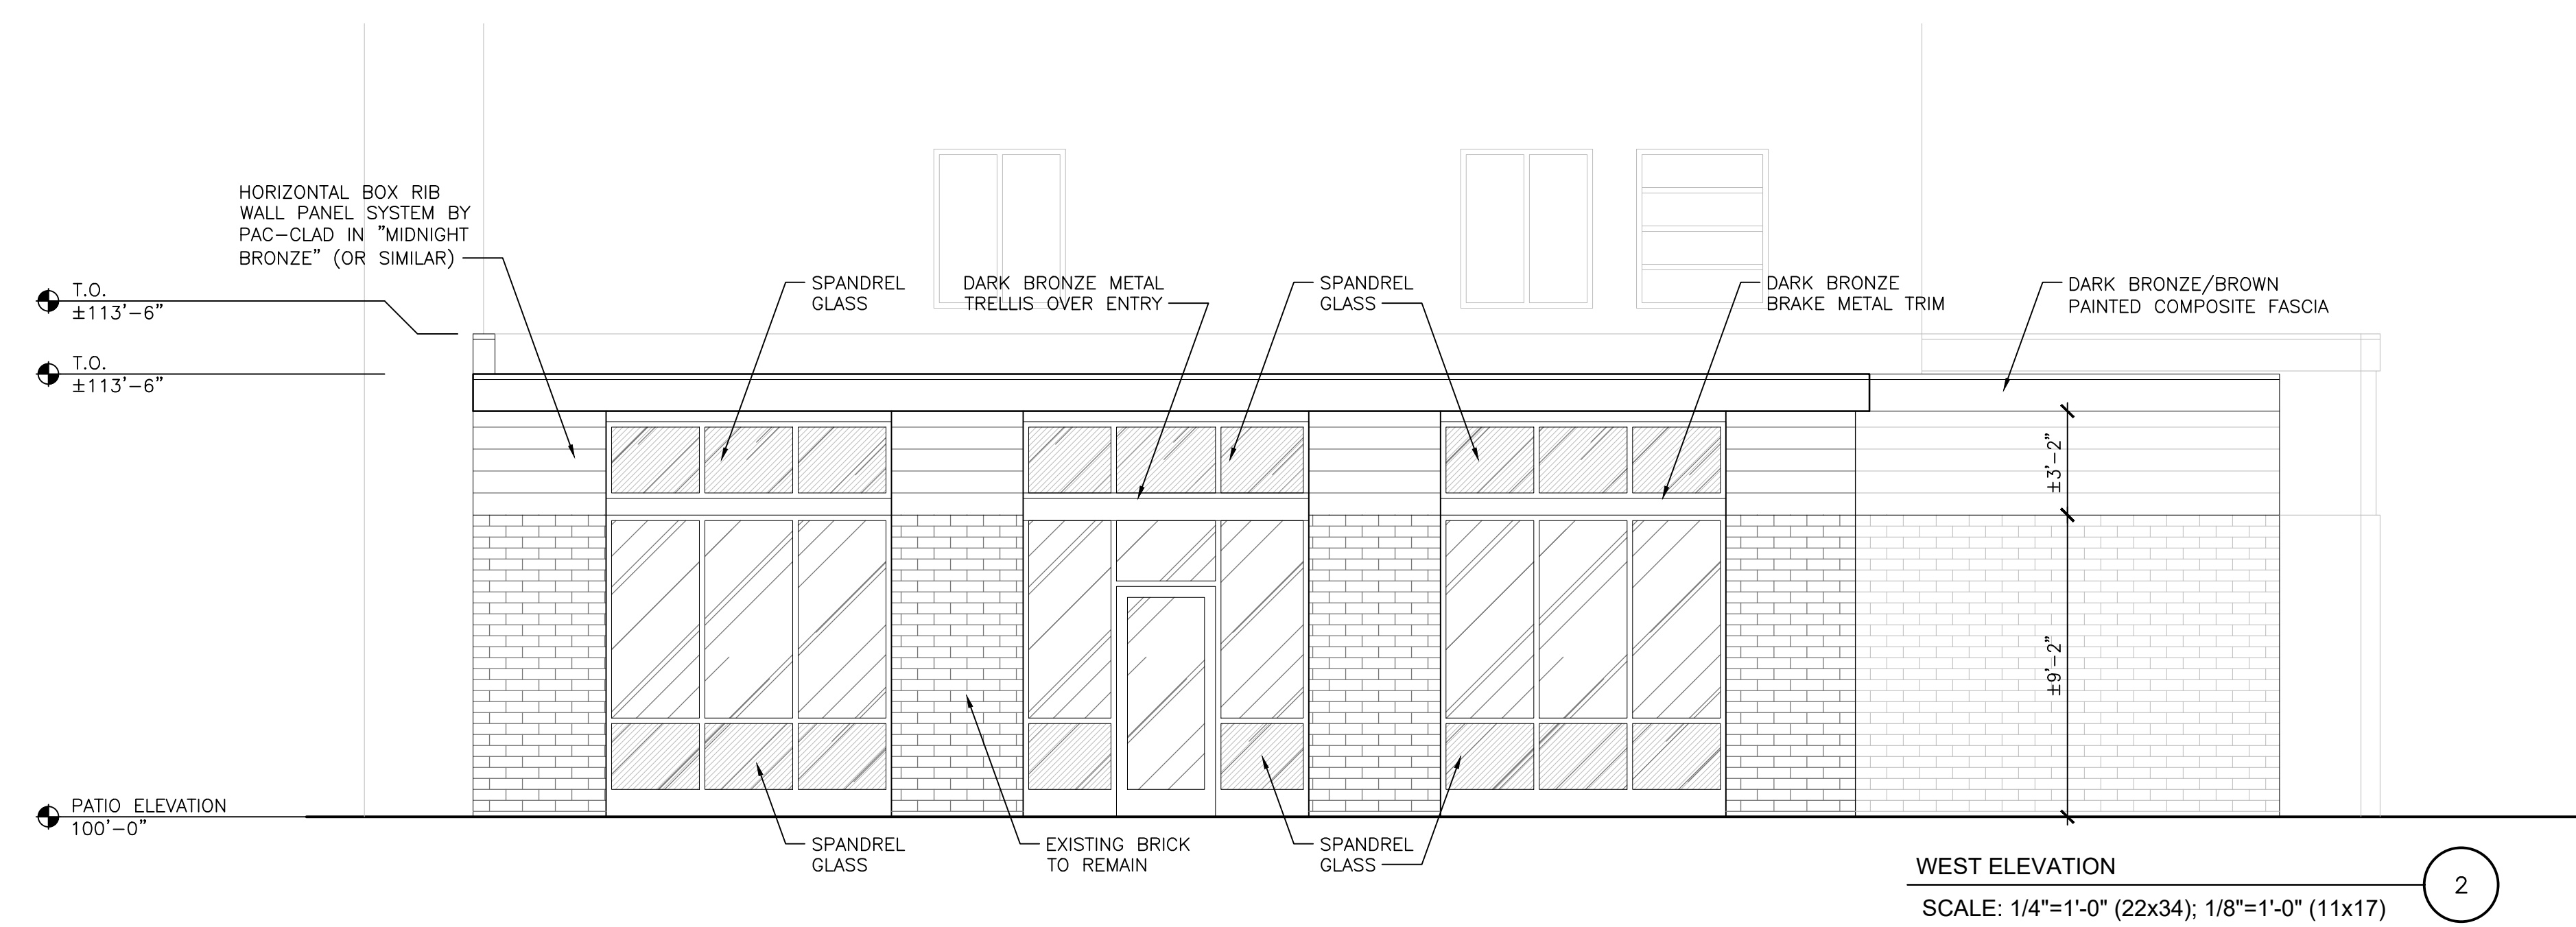 HORIZONTAL BOX RIB
WALL PANEL SYSTEM BY
PAC-CLAD IN "MIDNIGHT
BRONZE" (OR SIMILAR)
T.O.
±113'-6"
T.O.
±113'-6"
SPANDREL
GLASS
DARK BRONZE METAL
TRELLIS OVER ENTRY
SPANDREL
GLASS
DARK BRONZE
BRAKE METAL TRIM
DARK BRONZE/BROWN
PAINTED COMPOSITE FASCIA
±3'-2"
±9'-2"
PATIO ELEVATION
100'-0"
SPANDREL
GLASS
EXISTING BRICK
TO REMAIN
SPANDREL
GLASS
WEST ELEVATION
2
SCALE: 1/4"=1'-0" (22x34); 1/8"=1'-0" (11x17)